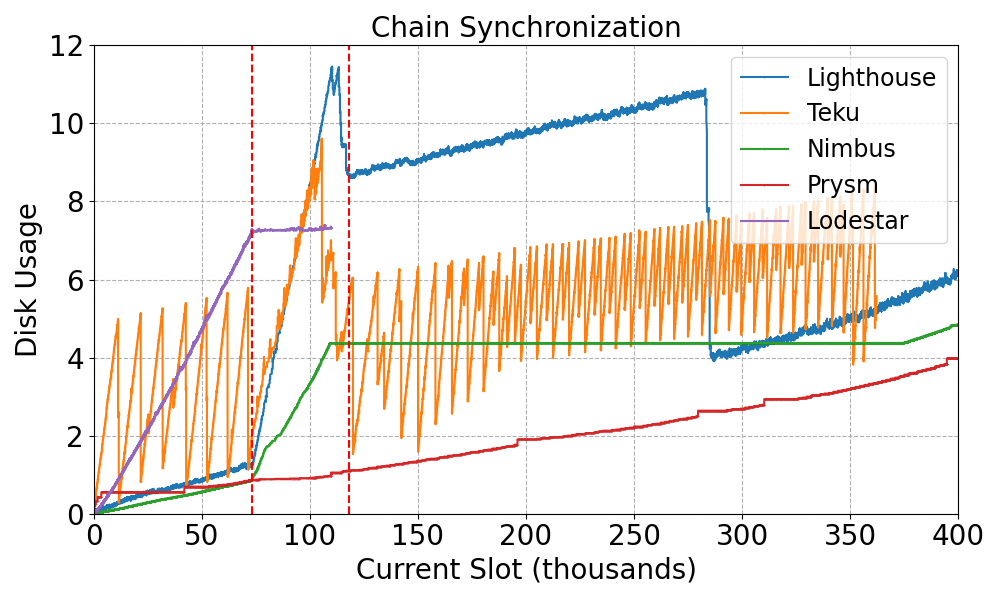 Chain Synchronization
Disk Usage
12
10
8
6
4
2
0
Lighthouse
Teku
Nimbus
Prysm
Lodestar
0 50 100 150 200 250 300 350 400
Current Slot (thousands)